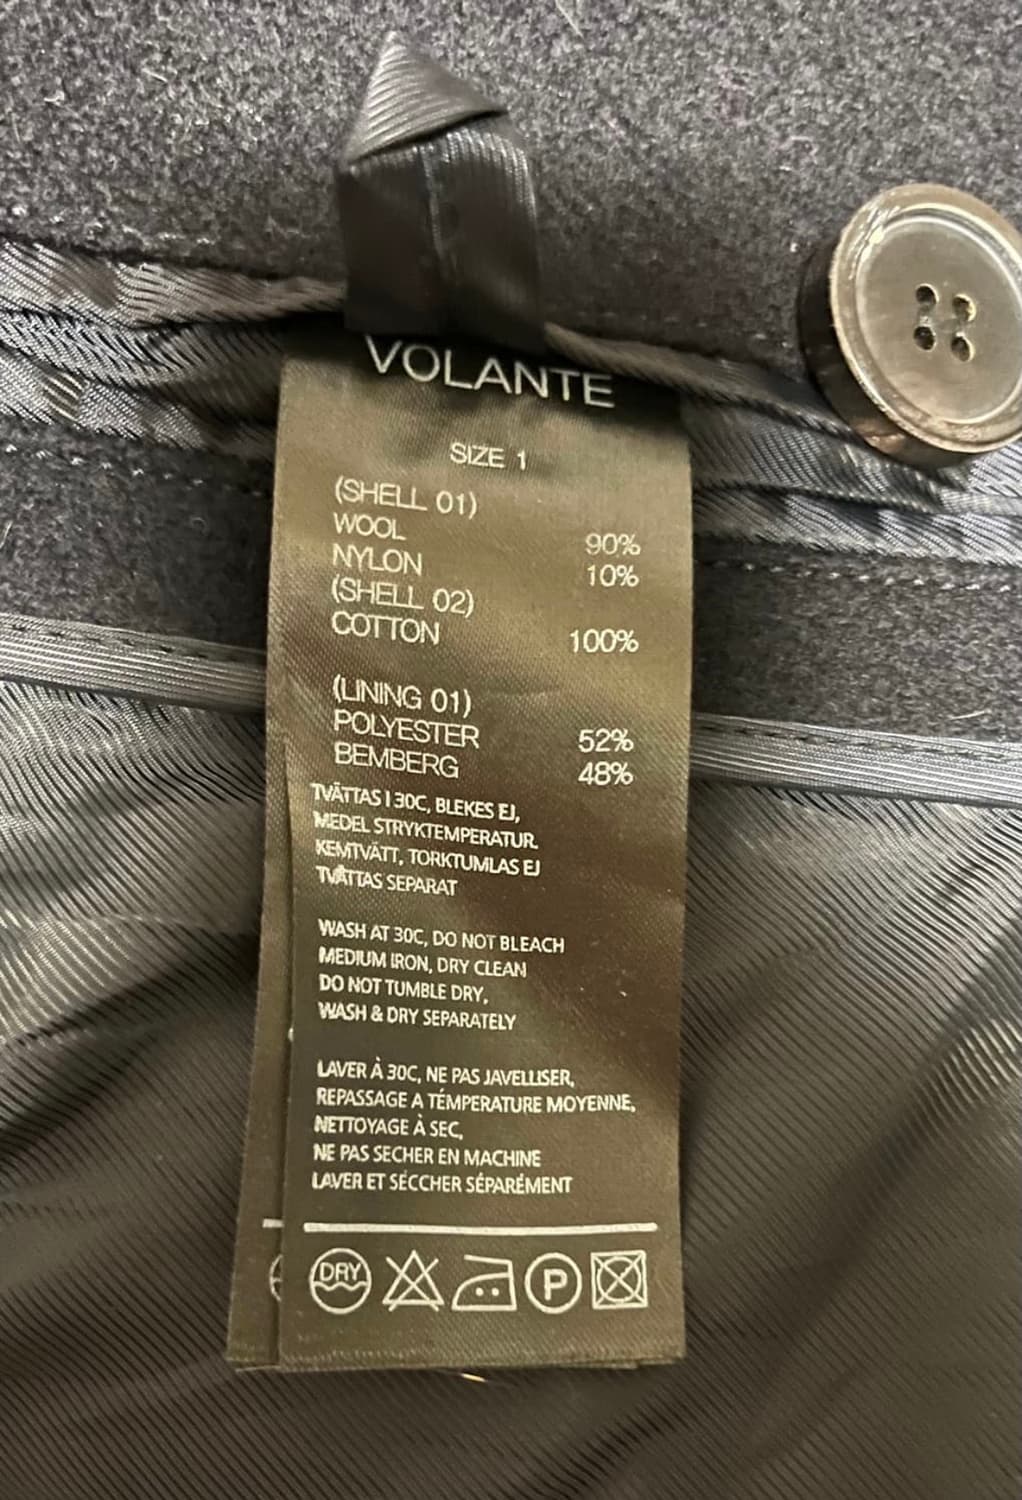 VOLANTE
SIZE 1
(SHELL 01)
WOOL 90%
NYLON 10%
(SHELL 02)
COTTON 100%
(LINING 01)
POLYESTER 52%
BEMBERG 48%
TVÄTTAS I 30C, BLEKES EJ,
MEDEL STRYKTEMPERATUR.
KEMTVÄTT, TORKTUMLAS EJ
TVÄTTAS SEPARAT
WASH AT 30C, DO NOT BLEACH
MEDIUM IRON, DRY CLEAN
DO NOT TUMBLE DRY,
WASH & DRY SEPARATELY
LAVER À 30C, NE PAS JAVELLISER,
REPASSAGE A TÉMPERATURE MOYENNE,
NETTOYAGE À SEC,
NE PAS SECHER EN MACHINE
LAVER ET SÉCCHER SÉPARÉMENT
DRY P